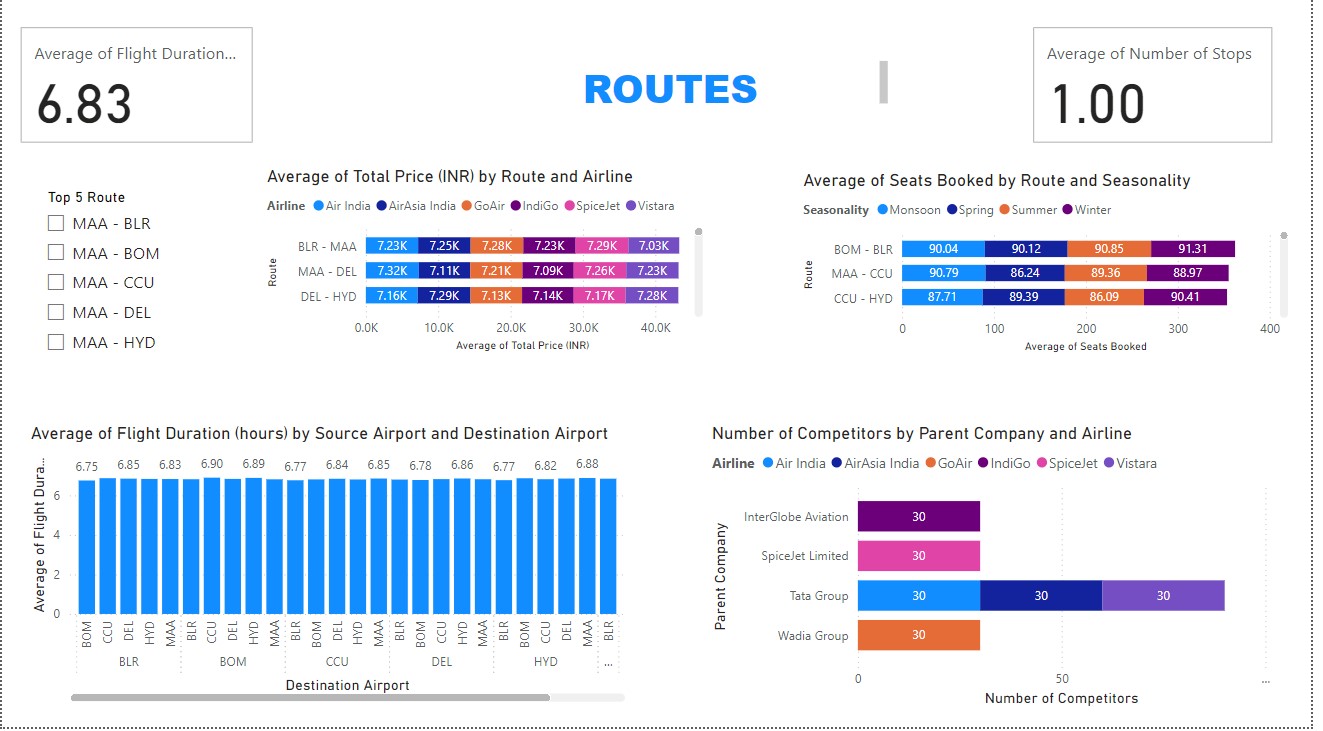 Average of Flight Duration...
6.83
ROUTES
Average of Number of Stops
1.00
Top 5 Route
MAA - BLR
MAA - BOM
MAA - CCU
MAA - DEL
MAA - HYD
Average of Total Price (INR) by Route and Airline
Airline Air India AirAsia India GoAir IndiGo SpiceJet Vistara
Route
BLR - MAA 7.23K 7.25K 7.28K 7.23K 7.29K 7.03K
MAA - DEL 7.32K 7.11K 7.21K 7.09K 7.26K 7.23K
DEL - HYD 7.16K 7.29K 7.13K 7.14K 7.17K 7.28K
0.0K 10.0K 20.0K 30.0K 40.0K
Average of Total Price (INR)
Average of Seats Booked by Route and Seasonality
Seasonality Monsoon Spring Summer Winter
Route
BOM - BLR 90.04 90.12 90.85 91.31
MAA - CCU 90.79 86.24 89.36 88.97
CCU - HYD 87.71 89.39 86.09 90.41
0 100 200 300 400
Average of Seats Booked
Average of Flight Duration (hours) by Source Airport and Destination Airport
Average of Flight Dura...
6.75 6.85 6.83 6.90 6.89 6.77 6.84 6.85 6.78 6.86 6.77 6.82 6.88
6
4
2
0
BOM CCU DEL HYD MAA BLR CCU DEL HYD MAA BLR BOM DEL HYD MAA BLR BOM CCU HYD MAA BLR BOM CCU DEL MAA BLR
BLR BOM CCU DEL HYD ...
Destination Airport
Number of Competitors by Parent Company and Airline
Airline Air India AirAsia India GoAir IndiGo SpiceJet Vistara
Parent Company
InterGlobe Aviation 30
SpiceJet Limited 30
Tata Group 30 30 30
Wadia Group 30
0 50 ...
Number of Competitors